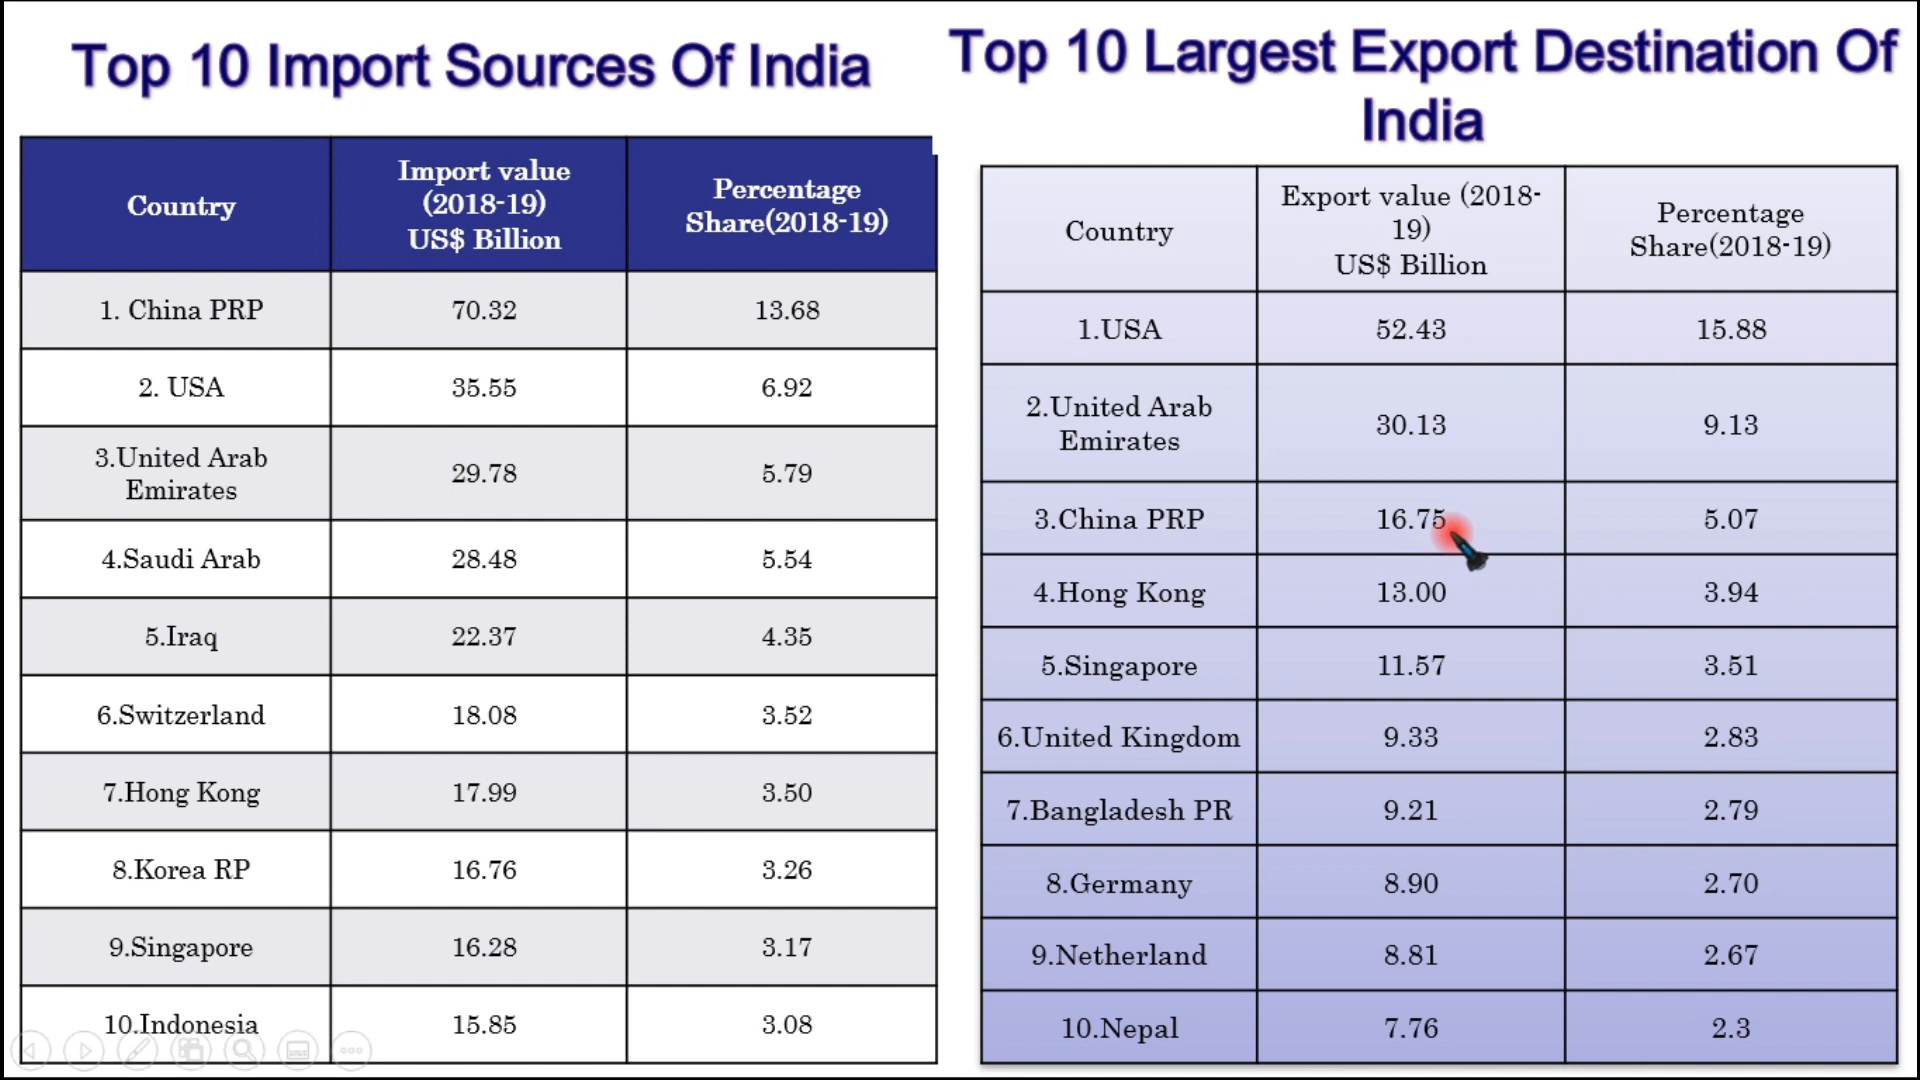 Top 10 Import Sources Of India
Country
Import value
(2018-19)
US$ Billion
Percentage
Share(2018-19)
1. China PRP
70.32
13.68
2. USA
35.55
6.92
3.United Arab
Emirates
29.78
5.79
4.Saudi Arab
28.48
5.54
5.Iraq
22.37
4.35
6.Switzerland
18.08
3.52
7.Hong Kong
17.99
3.50
8.Korea RP
16.76
3.26
9.Singapore
16.28
3.17
10.Indonesia
15.85
3.08
Top 10 Largest Export Destination Of
India
Country
Export value (2018-
19)
US$ Billion
Percentage
Share(2018-19)
1.USA
52.43
15.88
2.United Arab
Emirates
30.13
9.13
3.China PRP
16.75
5.07
4.Hong Kong
13.00
3.94
5.Singapore
11.57
3.51
6.United Kingdom
9.33
2.83
7.Bangladesh PR
9.21
2.79
8.Germany
8.90
2.70
9.Netherland
8.81
2.67
10.Nepal
7.76
2.3